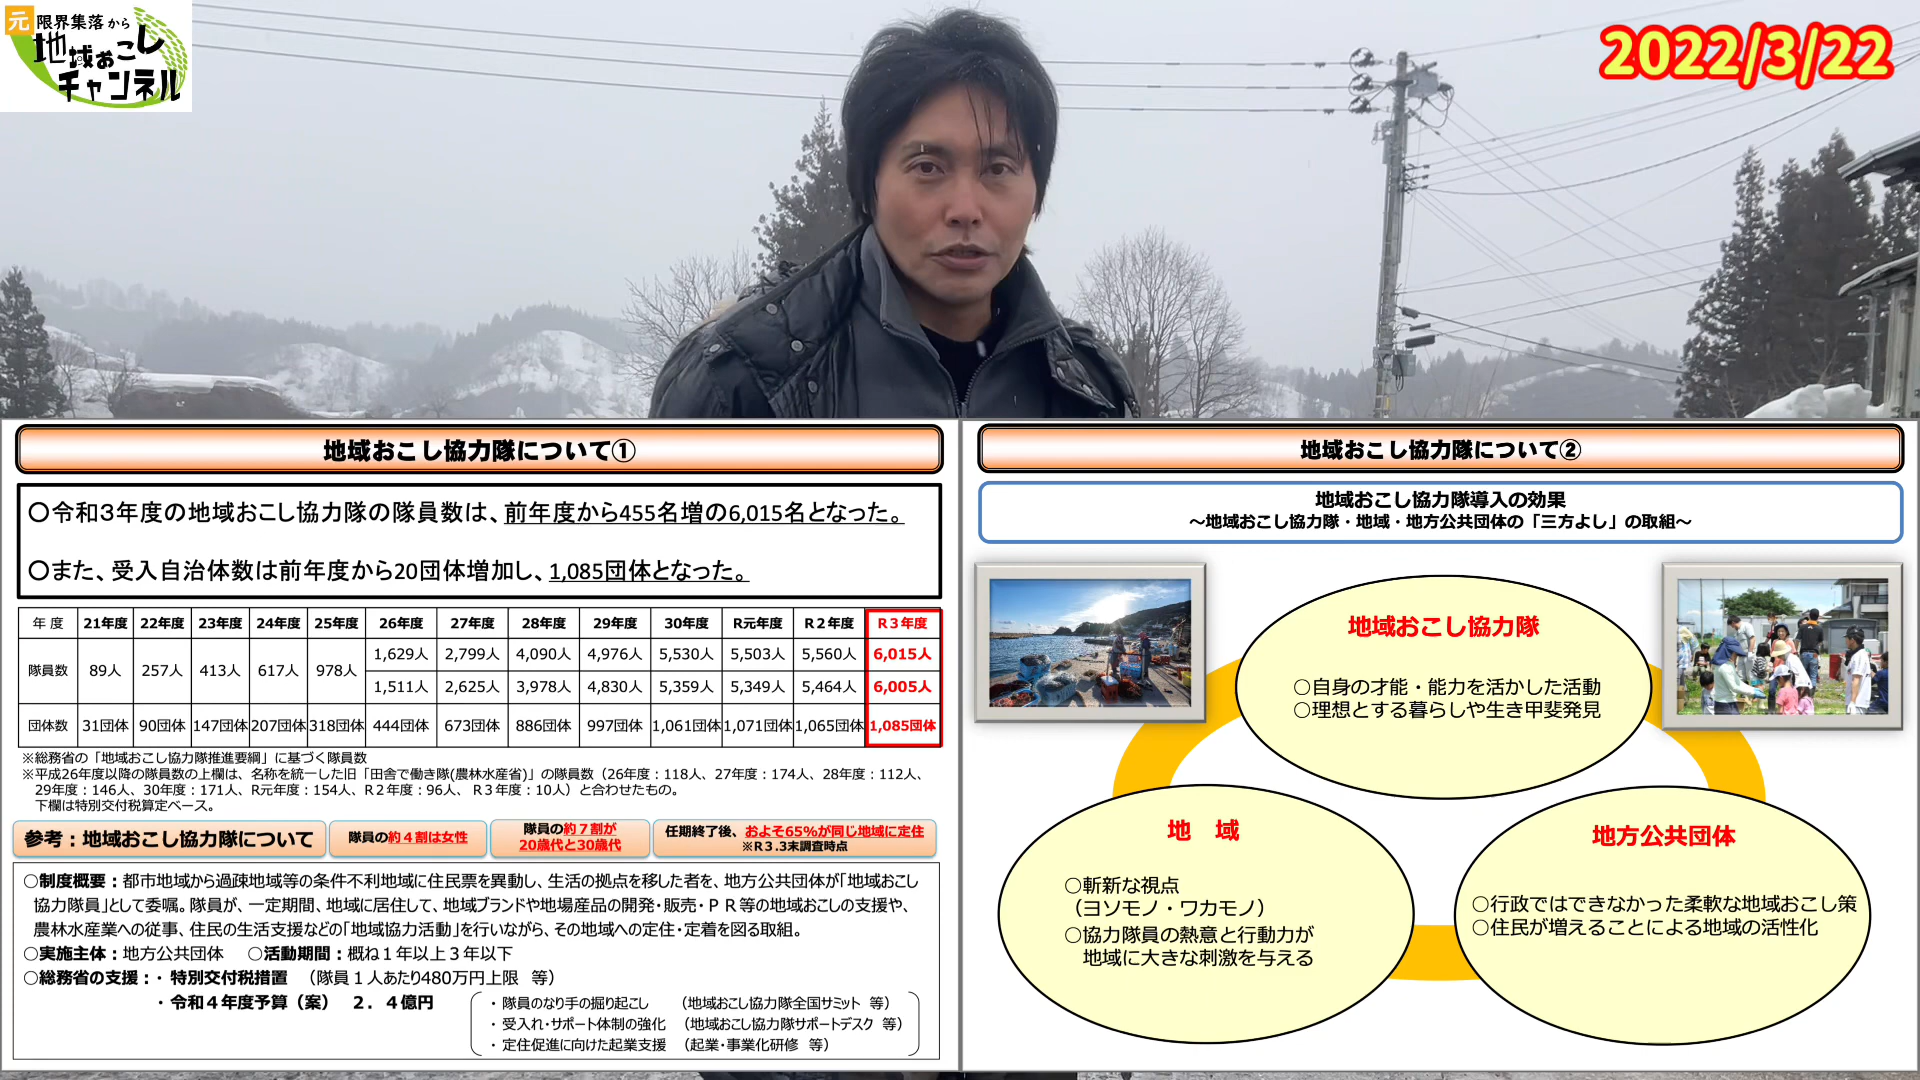 元 限界集落から
地域おこし
チャンネル
2022/3/22
地域おこし協力隊について①
〇令和３年度の地域おこし協力隊の隊員数は、前年度から455名増の6,015名となった。
〇また、受入自治体数は前年度から20団体増加し、1,085団体となった。
年 度 21年度 22年度 23年度 24年度 25年度 26年度 27年度 28年度 29年度 30年度 R元年度 R２年度 R３年度
隊員数 89人 257人 413人 617人 978人 1,629人 2,799人 4,090人 4,976人 5,530人 5,503人 5,560人 6,015人
1,511人 2,625人 3,978人 4,830人 5,359人 5,349人 5,464人 6,005人
団体数 31団体 90団体 147団体 207団体 318団体 444団体 673団体 886団体 997団体 1,061団体 1,071団体 1,065団体 1,085団体
※総務省の「地域おこし協力隊推進要綱」に基づく隊員数
※平成26年度以降の隊員数の上欄は、名称を統一した旧「田舎で働き隊(農林水産省)」の隊員数（26年度：118人、27年度：174人、28年度：112人、
29年度：146人、30年度：171人、R元年度：154人、R２年度：96人、R３年度：10人）と合わせたもの。
下欄は特別交付税算定ベース。
参考：地域おこし協力隊について
隊員の約４割は女性
隊員の約７割が
20歳代と30歳代
任期終了後、およそ65%が同じ地域に定住
※R３.3末調査時点
〇制度概要：都市地域から過疎地域等の条件不利地域に住民票を異動し、生活の拠点を移した者を、地方公共団体が「地域おこし
協力隊員」として委嘱。隊員が、一定期間、地域に居住して、地域ブランドや地場産品の開発・販売・ＰＲ等の地域おこしの支援や、
農林水産業への従事、住民の生活支援などの「地域協力活動」を行いながら、その地域への定住・定着を図る取組。
〇実施主体：地方公共団体　〇活動期間：概ね１年以上３年以下
〇総務省の支援：・ 特別交付税措置　（隊員１人あたり480万円上限　等）
・ 令和４年度予算（案）　２．４億円
・ 隊員のなり手の掘り起こし　（地域おこし協力隊全国サミット　等）
・ 受入れ・サポート体制の強化　（地域おこし協力隊サポートデスク　等）
・ 定住促進に向けた起業支援　（起業・事業化研修　等）
地域おこし協力隊について②
地域おこし協力隊導入の効果
～地域おこし協力隊・地域・地方公共団体の「三方よし」の取組～
地域おこし協力隊
〇自身の才能・能力を活かした活動
〇理想とする暮らしや生き甲斐発見
地　域
〇斬新な視点
（ヨソモノ・ワカモノ）
〇協力隊員の熱意と行動力が
地域に大きな刺激を与える
地方公共団体
〇行政ではできなかった柔軟な地域おこし策
〇住民が増えることによる地域の活性化